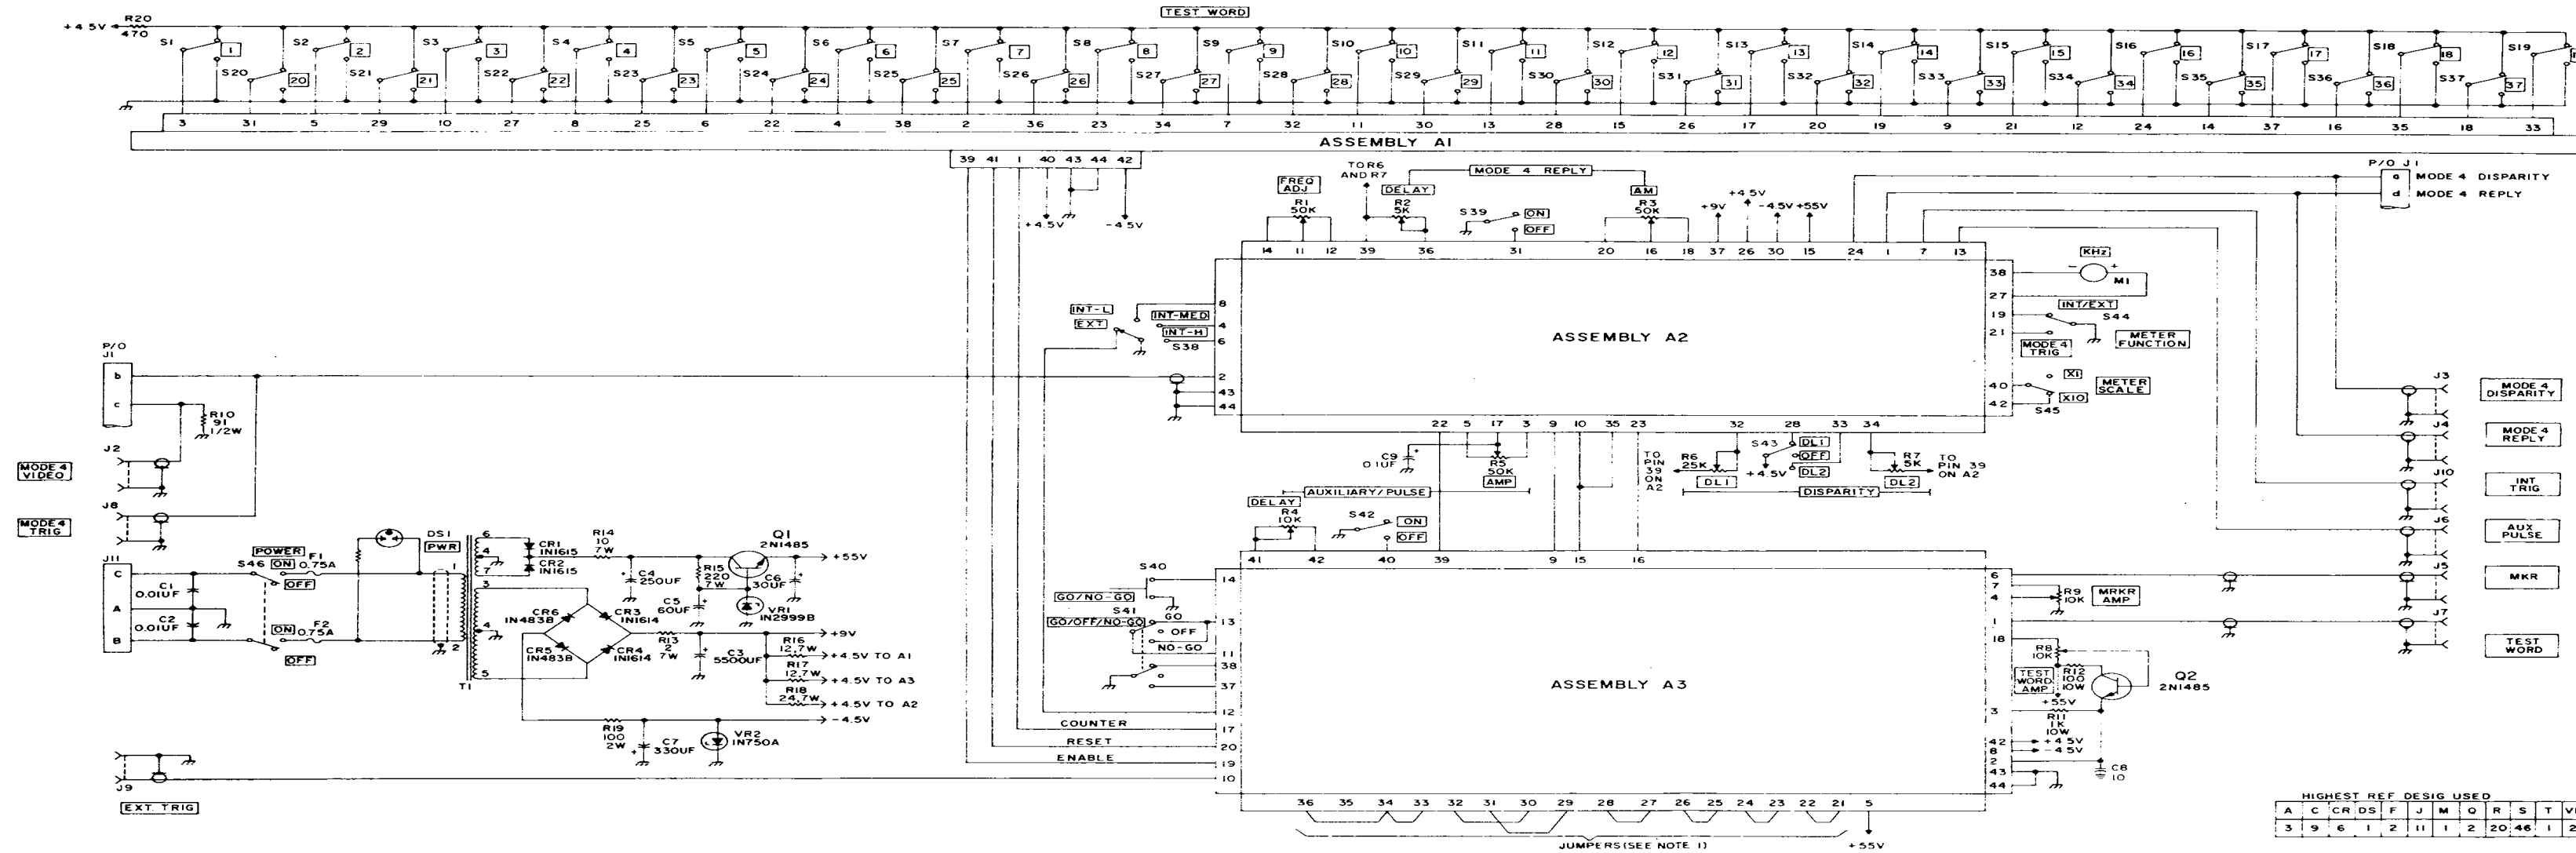 TEST WORD
+4.5V R20 470
S1 1 S2 2 S3 3 S4 4 S5 5 S6 6 S7 7 S8 8 S9 9 S10 10 S11 11 S12 12 S13 13 S14 14 S15 15 S16 16 S17 17 S18 18 S19
S20 20 S21 21 S22 22 S23 23 S24 24 S25 25 S26 26 S27 27 S28 28 S29 29 S30 30 S31 31 S32 32 S33 33 S34 34 S35 35 S36 36 S37 37
3 31 5 29 10 27 8 25 6 22 4 38 2 36 23 34 7 32 11 30 13 28 15 26 17 20 19 9 21 12 24 14 37 16 35 18 33
ASSEMBLY A1
39 41 1 40 43 44 42
+4.5V
-4.5V
TO R6
AND R7
FREQ
ADJ
R1
50K
DELAY
R2
5K
MODE 4 REPLY
S39 ON
OFF
AM
R3
50K
+9V
+4.5V
-4.5V
+55V
P/O J1
a MODE 4 DISPARITY
d MODE 4 REPLY
14 11 12 39 36 31 20 16 18 37 26 30 15 24 1 7 13
ASSEMBLY A2
8
4
6
2
43
44
INT-L
EXT
INT-MED
INT-H
S38
38
27
19
21
40
42
KHz
- +
M1
INT/EXT
S44
MODE 4
TRIG
METER
FUNCTION
X1
X10
METER
SCALE
S45
22 5 17 3 9 10 35 23 32 28 33 34
P/O
J1
b
c
R10
91
1/2W
J2
MODE 4
VIDEO
J8
MODE 4
TRIG
J11
C
A
B
C1
0.01UF
C2
0.01UF
POWER
S46 ON
OFF
F1
0.75A
ON
OFF
F2
0.75A
DS1
PWR
T1
1
2
6
4
7
3
4
5
CR1
1N1615
CR2
1N1615
R14
10
7W
C4
250UF
R15
220
7W
C5
60UF
Q1
2N1485
C6
30UF
VR1
1N2999B
+55V
CR6
1N483B
CR3
1N1614
CR5
1N483B
CR4
1N1614
R13
2
7W
C3
5500UF
+9V
R16
12,7W
+4.5V TO A1
R17
12,7W
+4.5V TO A3
R18
24,7W
+4.5V TO A2
-4.5V
R19
100
2W
C7
330UF
VR2
1N750A
J9
EXT. TRIG
C9
0.1UF
R5
50K
AMP
AUXILIARY/PULSE
DELAY
R4
10K
S42 ON
OFF
TO
PIN
39
ON
A2
R6
25K
DL1
S43
DL1
OFF
DL2
+4.5V
DISPARITY
R7
5K
DL2
TO
PIN 39
ON A2
41 42 40 39 9 15 16
ASSEMBLY A3
S40
GO/NO-GO
S41
GO/OFF/NO-GO
GO
OFF
NO-GO
14
13
11
38
37
12
17
20
19
10
COUNTER
RESET
ENABLE
6
7
4
1
18
3
42
8
2
43
44
R9
10K
MRKR
AMP
R8
10K
TEST
WORD
AMP
R12
100
10W
+55V
R11
1K
10W
+4.5V
-4.5V
Q2
2N1485
C8
10
J3
MODE 4
DISPARITY
J4
MODE 4
REPLY
J10
INT
TRIG
J6
AUX
PULSE
J5
MKR
J7
TEST
WORD
36 35 34 33 32 31 30 29 28 27 26 25 24 23 22 21 5
JUMPERS (SEE NOTE 1)
+55V
HIGHEST REF DESIG USED
A C CR DS F J M Q R S T
3 9 6 1 2 11 1 2 20 46 1 2